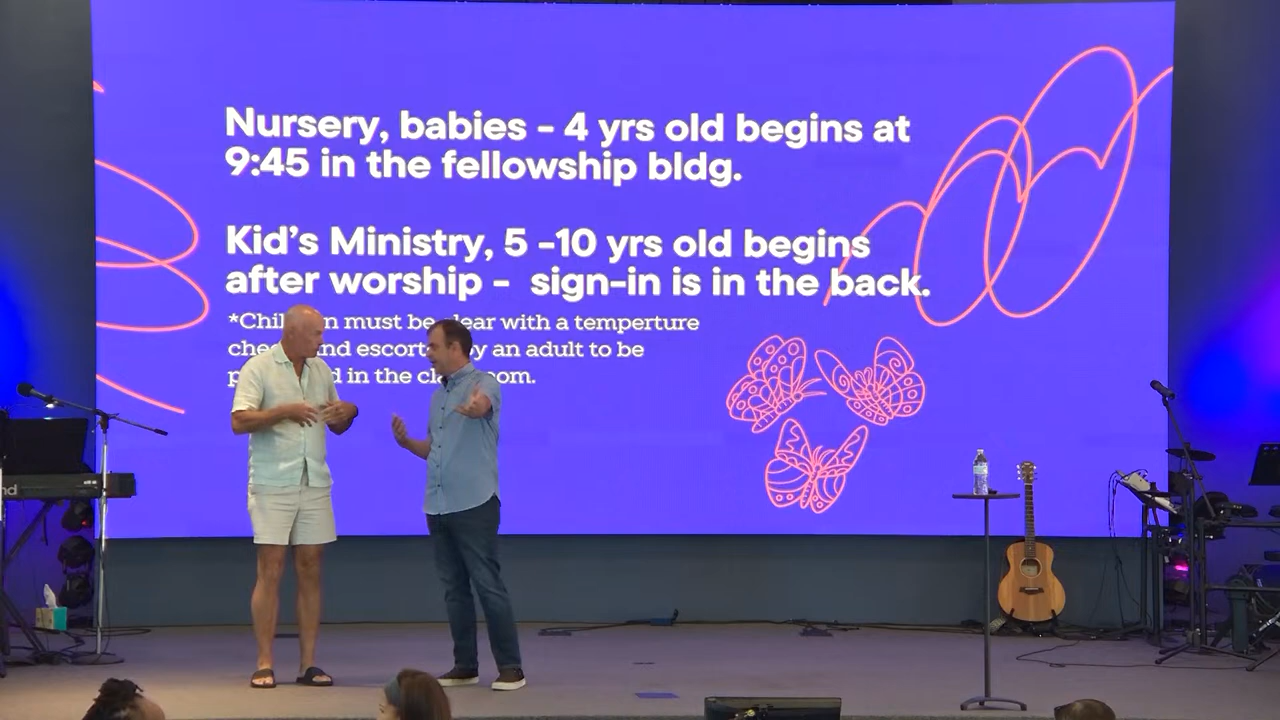 Nursery, babies - 4 yrs old begins at
9:45 in the fellowship bldg.
Kid's Ministry, 5 -10 yrs old begins
after worship - sign-in is in the back.
must be clear with a temperture
by an adult to be
in the